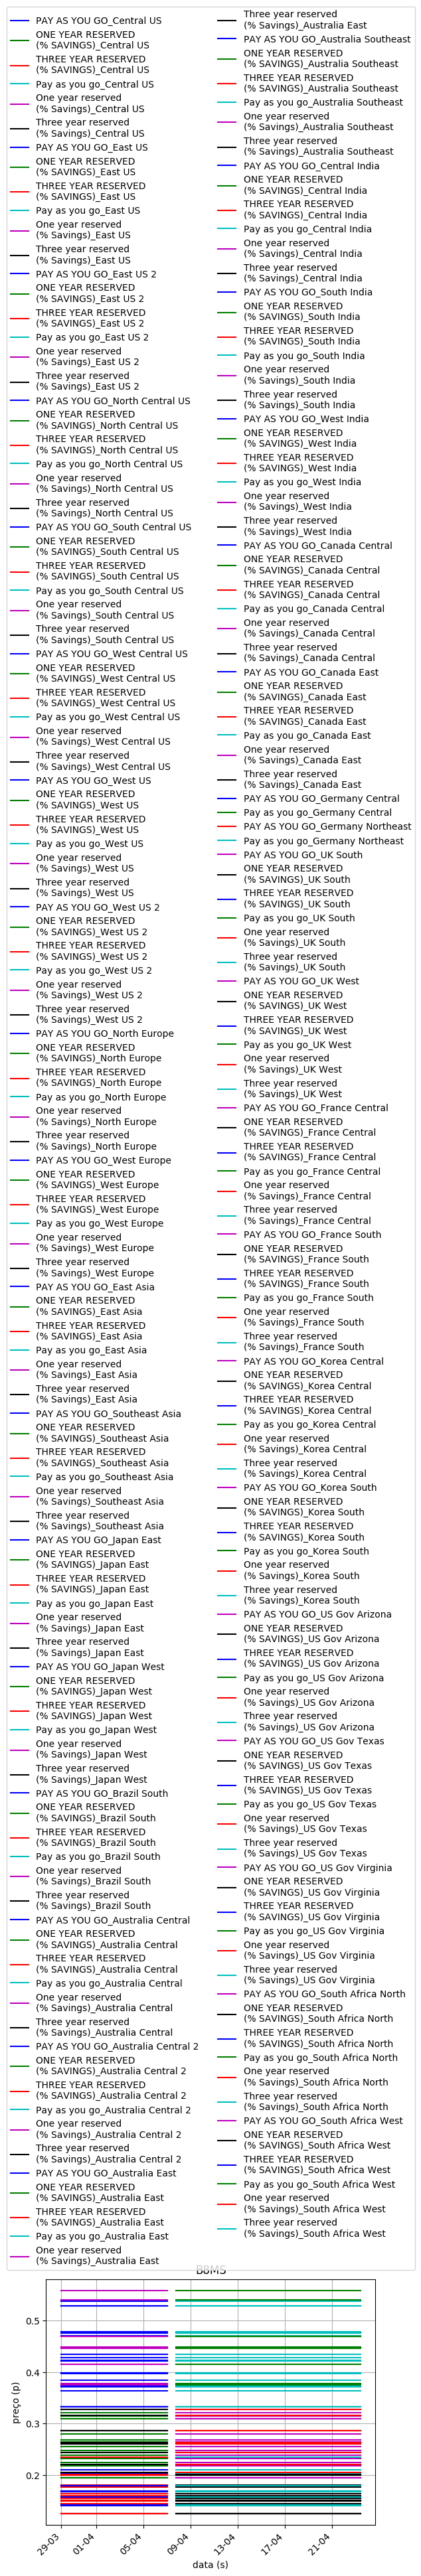 PAY AS YOU GO_Central US
ONE YEAR RESERVED
(% SAVINGS)_Central US
THREE YEAR RESERVED
(% SAVINGS)_Central US
Pay as you go_Central US
One year reserved
(% Savings)_Central US
Three year reserved
(% Savings)_Central US
PAY AS YOU GO_East US
ONE YEAR RESERVED
(% SAVINGS)_East US
THREE YEAR RESERVED
(% SAVINGS)_East US
Pay as you go_East US
One year reserved
(% Savings)_East US
Three year reserved
(% Savings)_East US
PAY AS YOU GO_East US 2
ONE YEAR RESERVED
(% SAVINGS)_East US 2
THREE YEAR RESERVED
(% SAVINGS)_East US 2
Pay as you go_East US 2
One year reserved
(% Savings)_East US 2
Three year reserved
(% Savings)_East US 2
PAY AS YOU GO_North Central US
ONE YEAR RESERVED
(% SAVINGS)_North Central US
THREE YEAR RESERVED
(% SAVINGS)_North Central US
Pay as you go_North Central US
One year reserved
(% Savings)_North Central US
Three year reserved
(% Savings)_North Central US
PAY AS YOU GO_South Central US
ONE YEAR RESERVED
(% SAVINGS)_South Central US
THREE YEAR RESERVED
(% SAVINGS)_South Central US
Pay as you go_South Central US
One year reserved
(% Savings)_South Central US
Three year reserved
(% Savings)_South Central US
PAY AS YOU GO_West Central US
ONE YEAR RESERVED
(% SAVINGS)_West Central US
THREE YEAR RESERVED
(% SAVINGS)_West Central US
Pay as you go_West Central US
One year reserved
(% Savings)_West Central US
Three year reserved
(% Savings)_West Central US
PAY AS YOU GO_West US
ONE YEAR RESERVED
(% SAVINGS)_West US
THREE YEAR RESERVED
(% SAVINGS)_West US
Pay as you go_West US
One year reserved
(% Savings)_West US
Three year reserved
(% Savings)_West US
PAY AS YOU GO_West US 2
ONE YEAR RESERVED
(% SAVINGS)_West US 2
THREE YEAR RESERVED
(% SAVINGS)_West US 2
Pay as you go_West US 2
One year reserved
(% Savings)_West US 2
Three year reserved
(% Savings)_West US 2
PAY AS YOU GO_North Europe
ONE YEAR RESERVED
(% SAVINGS)_North Europe
THREE YEAR RESERVED
(% SAVINGS)_North Europe
Pay as you go_North Europe
One year reserved
(% Savings)_North Europe
Three year reserved
(% Savings)_North Europe
PAY AS YOU GO_West Europe
ONE YEAR RESERVED
(% SAVINGS)_West Europe
THREE YEAR RESERVED
(% SAVINGS)_West Europe
Pay as you go_West Europe
One year reserved
(% Savings)_West Europe
Three year reserved
(% Savings)_West Europe
PAY AS YOU GO_East Asia
ONE YEAR RESERVED
(% SAVINGS)_East Asia
THREE YEAR RESERVED
(% SAVINGS)_East Asia
Pay as you go_East Asia
One year reserved
(% Savings)_East Asia
Three year reserved
(% Savings)_East Asia
PAY AS YOU GO_Southeast Asia
ONE YEAR RESERVED
(% SAVINGS)_Southeast Asia
THREE YEAR RESERVED
(% SAVINGS)_Southeast Asia
Pay as you go_Southeast Asia
One year reserved
(% Savings)_Southeast Asia
Three year reserved
(% Savings)_Southeast Asia
PAY AS YOU GO_Japan East
ONE YEAR RESERVED
(% SAVINGS)_Japan East
THREE YEAR RESERVED
(% SAVINGS)_Japan East
Pay as you go_Japan East
One year reserved
(% Savings)_Japan East
Three year reserved
(% Savings)_Japan East
PAY AS YOU GO_Japan West
ONE YEAR RESERVED
(% SAVINGS)_Japan West
THREE YEAR RESERVED
(% SAVINGS)_Japan West
Pay as you go_Japan West
One year reserved
(% Savings)_Japan West
Three year reserved
(% Savings)_Japan West
PAY AS YOU GO_Brazil South
ONE YEAR RESERVED
(% SAVINGS)_Brazil South
THREE YEAR RESERVED
(% SAVINGS)_Brazil South
Pay as you go_Brazil South
One year reserved
(% Savings)_Brazil South
Three year reserved
(% Savings)_Brazil South
PAY AS YOU GO_Australia Central
ONE YEAR RESERVED
(% SAVINGS)_Australia Central
THREE YEAR RESERVED
(% SAVINGS)_Australia Central
Pay as you go_Australia Central
One year reserved
(% Savings)_Australia Central
Three year reserved
(% Savings)_Australia Central
PAY AS YOU GO_Australia Central 2
ONE YEAR RESERVED
(% SAVINGS)_Australia Central 2
THREE YEAR RESERVED
(% SAVINGS)_Australia Central 2
Pay as you go_Australia Central 2
One year reserved
(% Savings)_Australia Central 2
Three year reserved
(% Savings)_Australia Central 2
PAY AS YOU GO_Australia East
ONE YEAR RESERVED
(% SAVINGS)_Australia East
THREE YEAR RESERVED
(% SAVINGS)_Australia East
Pay as you go_Australia East
One year reserved
(% Savings)_Australia East
Three year reserved
(% Savings)_Australia East
PAY AS YOU GO_Australia Southeast
ONE YEAR RESERVED
(% SAVINGS)_Australia Southeast
THREE YEAR RESERVED
(% SAVINGS)_Australia Southeast
Pay as you go_Australia Southeast
One year reserved
(% Savings)_Australia Southeast
Three year reserved
(% Savings)_Australia Southeast
PAY AS YOU GO_Central India
ONE YEAR RESERVED
(% SAVINGS)_Central India
THREE YEAR RESERVED
(% SAVINGS)_Central India
Pay as you go_Central India
One year reserved
(% Savings)_Central India
Three year reserved
(% Savings)_Central India
PAY AS YOU GO_South India
ONE YEAR RESERVED
(% SAVINGS)_South India
THREE YEAR RESERVED
(% SAVINGS)_South India
Pay as you go_South India
One year reserved
(% Savings)_South India
Three year reserved
(% Savings)_South India
PAY AS YOU GO_West India
ONE YEAR RESERVED
(% SAVINGS)_West India
THREE YEAR RESERVED
(% SAVINGS)_West India
Pay as you go_West India
One year reserved
(% Savings)_West India
Three year reserved
(% Savings)_West India
PAY AS YOU GO_Canada Central
ONE YEAR RESERVED
(% SAVINGS)_Canada Central
THREE YEAR RESERVED
(% SAVINGS)_Canada Central
Pay as you go_Canada Central
One year reserved
(% Savings)_Canada Central
Three year reserved
(% Savings)_Canada Central
PAY AS YOU GO_Canada East
ONE YEAR RESERVED
(% SAVINGS)_Canada East
THREE YEAR RESERVED
(% SAVINGS)_Canada East
Pay as you go_Canada East
One year reserved
(% Savings)_Canada East
Three year reserved
(% Savings)_Canada East
PAY AS YOU GO_Germany Central
Pay as you go_Germany Central
PAY AS YOU GO_Germany Northeast
Pay as you go_Germany Northeast
PAY AS YOU GO_UK South
ONE YEAR RESERVED
(% SAVINGS)_UK South
THREE YEAR RESERVED
(% SAVINGS)_UK South
Pay as you go_UK South
One year reserved
(% Savings)_UK South
Three year reserved
(% Savings)_UK South
PAY AS YOU GO_UK West
ONE YEAR RESERVED
(% SAVINGS)_UK West
THREE YEAR RESERVED
(% SAVINGS)_UK West
Pay as you go_UK West
One year reserved
(% Savings)_UK West
Three year reserved
(% Savings)_UK West
PAY AS YOU GO_France Central
ONE YEAR RESERVED
(% SAVINGS)_France Central
THREE YEAR RESERVED
(% SAVINGS)_France Central
Pay as you go_France Central
One year reserved
(% Savings)_France Central
Three year reserved
(% Savings)_France Central
PAY AS YOU GO_France South
ONE YEAR RESERVED
(% SAVINGS)_France South
THREE YEAR RESERVED
(% SAVINGS)_France South
Pay as you go_France South
One year reserved
(% Savings)_France South
Three year reserved
(% Savings)_France South
PAY AS YOU GO_Korea Central
ONE YEAR RESERVED
(% SAVINGS)_Korea Central
THREE YEAR RESERVED
(% SAVINGS)_Korea Central
Pay as you go_Korea Central
One year reserved
(% Savings)_Korea Central
Three year reserved
(% Savings)_Korea Central
PAY AS YOU GO_Korea South
ONE YEAR RESERVED
(% SAVINGS)_Korea South
THREE YEAR RESERVED
(% SAVINGS)_Korea South
Pay as you go_Korea South
One year reserved
(% Savings)_Korea South
Three year reserved
(% Savings)_Korea South
PAY AS YOU GO_US Gov Arizona
ONE YEAR RESERVED
(% SAVINGS)_US Gov Arizona
THREE YEAR RESERVED
(% SAVINGS)_US Gov Arizona
Pay as you go_US Gov Arizona
One year reserved
(% Savings)_US Gov Arizona
Three year reserved
(% Savings)_US Gov Arizona
PAY AS YOU GO_US Gov Texas
ONE YEAR RESERVED
(% SAVINGS)_US Gov Texas
THREE YEAR RESERVED
(% SAVINGS)_US Gov Texas
Pay as you go_US Gov Texas
One year reserved
(% Savings)_US Gov Texas
Three year reserved
(% Savings)_US Gov Texas
PAY AS YOU GO_US Gov Virginia
ONE YEAR RESERVED
(% SAVINGS)_US Gov Virginia
THREE YEAR RESERVED
(% SAVINGS)_US Gov Virginia
Pay as you go_US Gov Virginia
One year reserved
(% Savings)_US Gov Virginia
Three year reserved
(% Savings)_US Gov Virginia
PAY AS YOU GO_South Africa North
ONE YEAR RESERVED
(% SAVINGS)_South Africa North
THREE YEAR RESERVED
(% SAVINGS)_South Africa North
Pay as you go_South Africa North
One year reserved
(% Savings)_South Africa North
Three year reserved
(% Savings)_South Africa North
PAY AS YOU GO_South Africa West
ONE YEAR RESERVED
(% SAVINGS)_South Africa West
THREE YEAR RESERVED
(% SAVINGS)_South Africa West
Pay as you go_South Africa West
One year reserved
(% Savings)_South Africa West
Three year reserved
(% Savings)_South Africa West
B8MS
0.5
0.4
0.3
0.2
preço (p)
29-03
01-04
05-04
09-04
13-04
17-04
21-04
data (s)